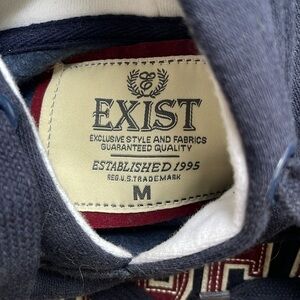 E
EXIST
EXCLUSIVE STYLE AND FABRICS
GUARANTEED QUALITY
ESTABLISHED 1995
REG.U.S.TRADEMARK
M